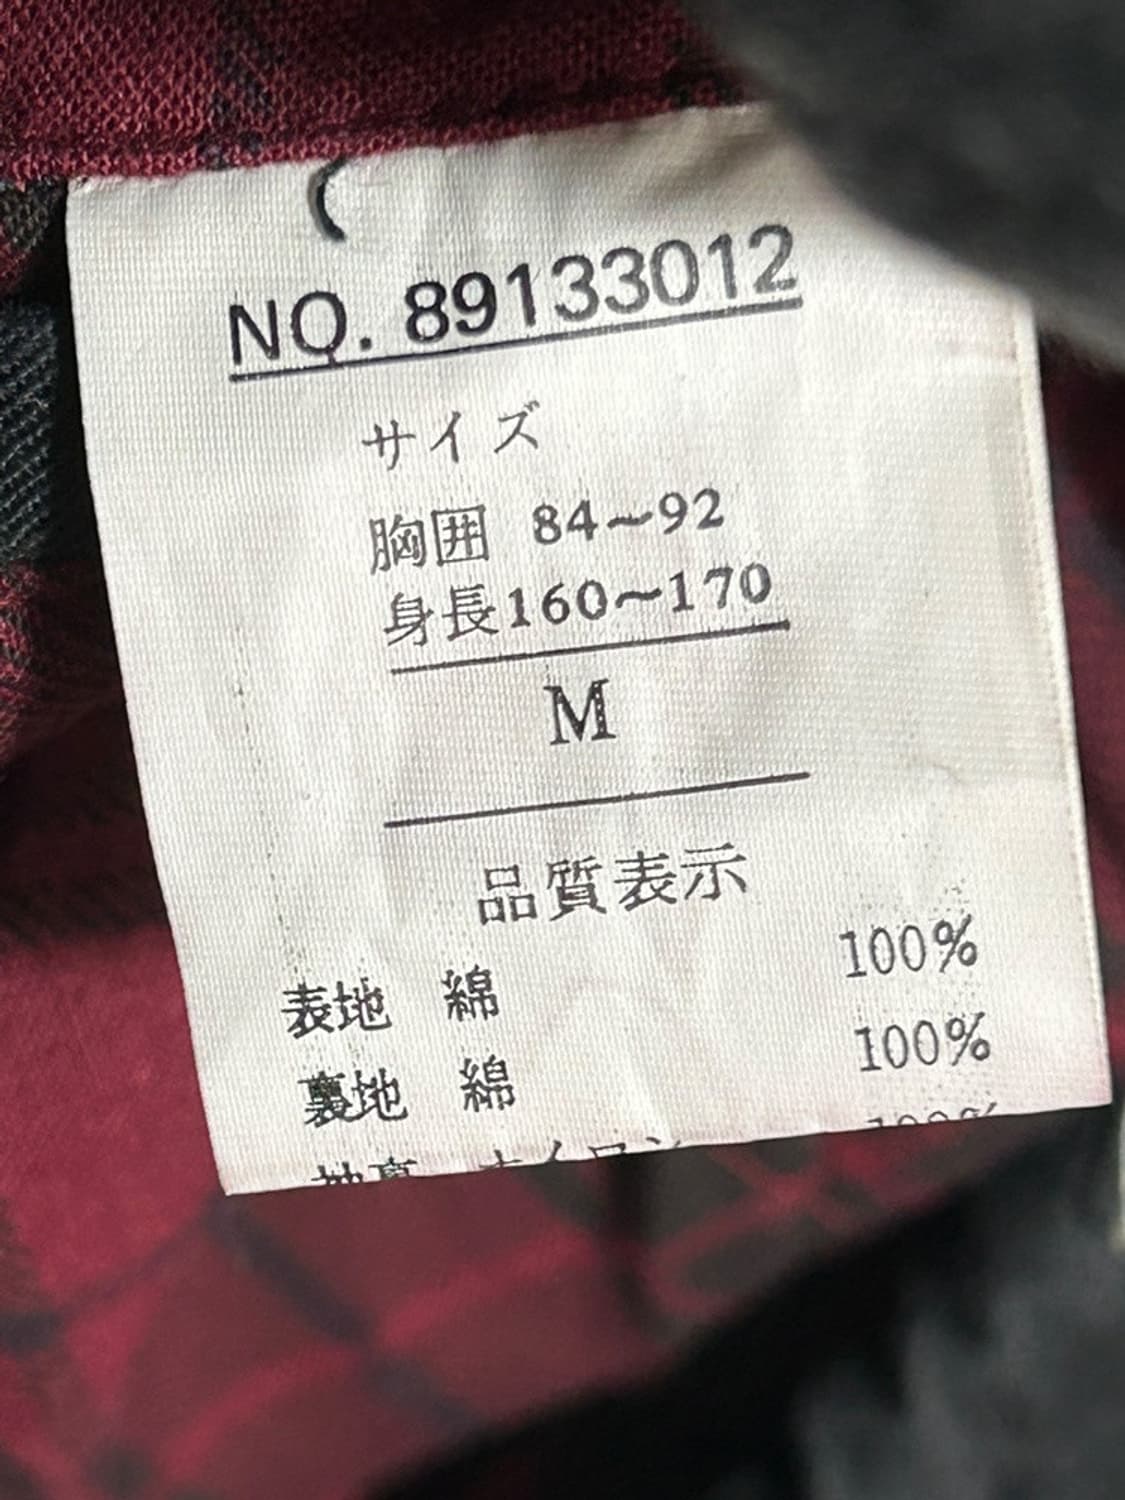 NO. 89133012
サイズ
胸囲 84~92
身長160~170
M
品質表示
表地 綿 100%
裏地 綿 100%
100%